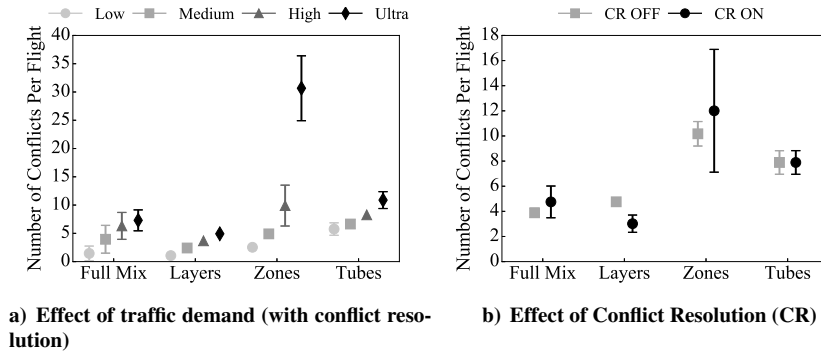 Low Medium High Ultra
Number of Conflicts Per Flight
40
35
30
25
20
15
10
5
0
Full Mix Layers Zones Tubes
a) Effect of traffic demand (with conflict reso-
lution)
CR OFF CR ON
Number of Conflicts Per Flight
18
16
14
12
10
8
6
4
2
0
Full Mix Layers Zones Tubes
b) Effect of Conflict Resolution (CR)